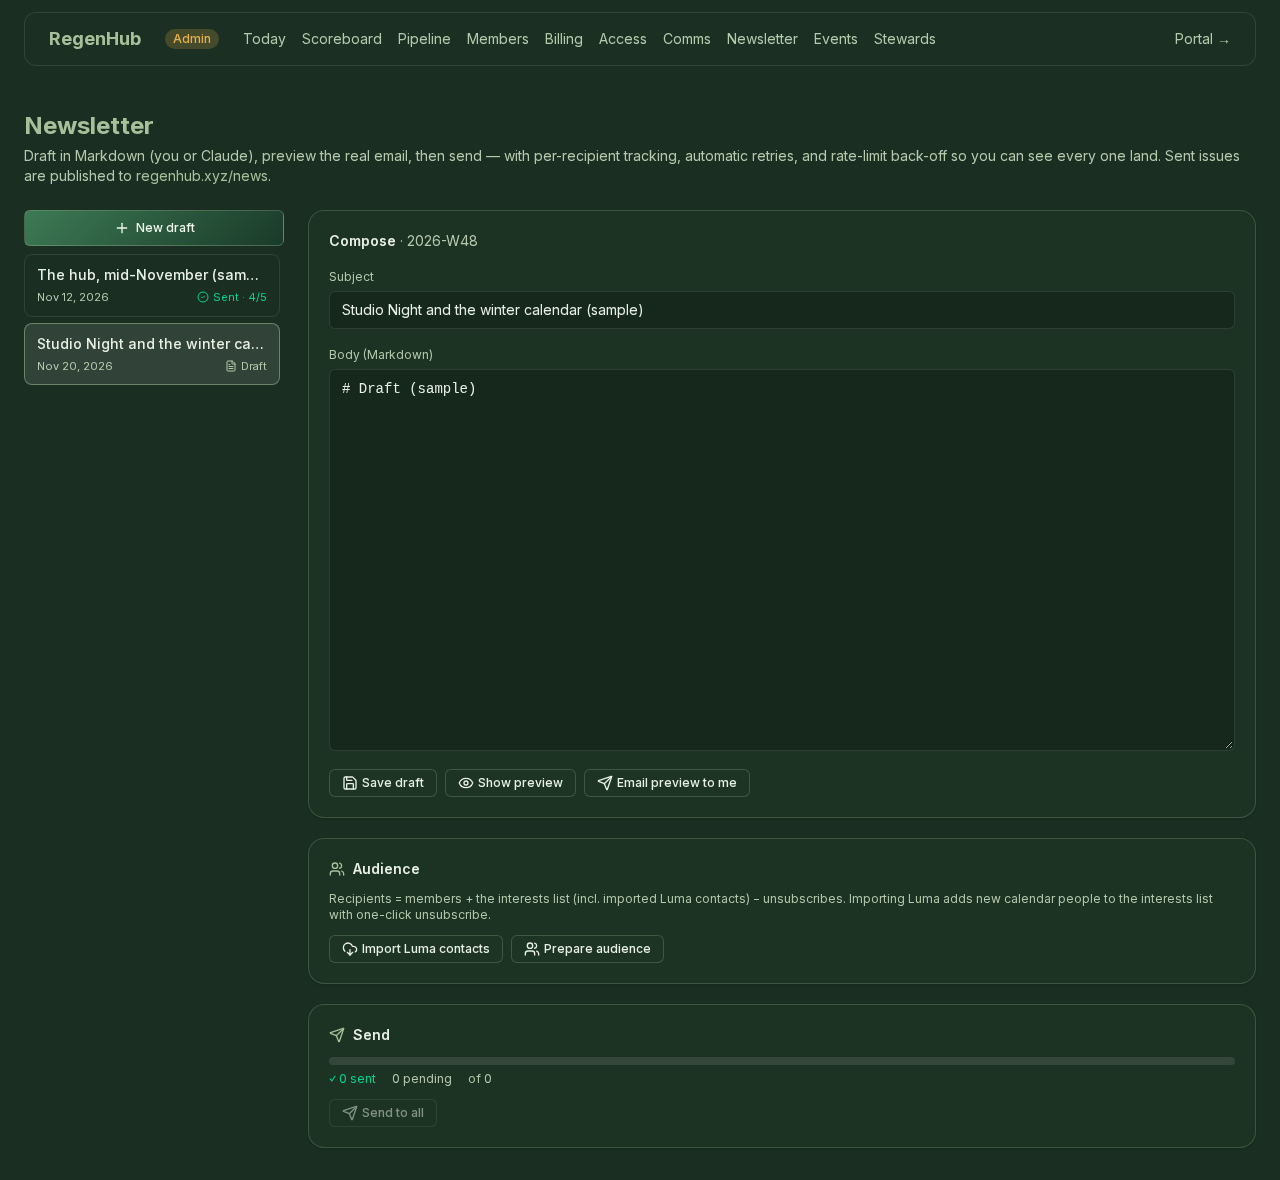 RegenHub Admin Today Scoreboard Pipeline Members Billing Access Comms Newsletter Events Stewards Portal →
Newsletter
Draft in Markdown (you or Claude), preview the real email, then send — with per-recipient tracking, automatic retries, and rate-limit back-off so you can see every one land. Sent issues
are published to regenhub.xyz/news.
New draft
The hub, mid-November (sam…
Nov 12, 2026 Sent · 4/5
Studio Night and the winter ca…
Nov 20, 2026 Draft
Compose · 2026-W48
Subject
Studio Night and the winter calendar (sample)
Body (Markdown)
# Draft (sample)
Save draft Show preview Email preview to me
Audience
Recipients = members + the interests list (incl. imported Luma contacts) − unsubscribes. Importing Luma adds new calendar people to the interests list
with one-click unsubscribe.
Import Luma contacts Prepare audience
Send
✓ 0 sent 0 pending of 0
Send to all